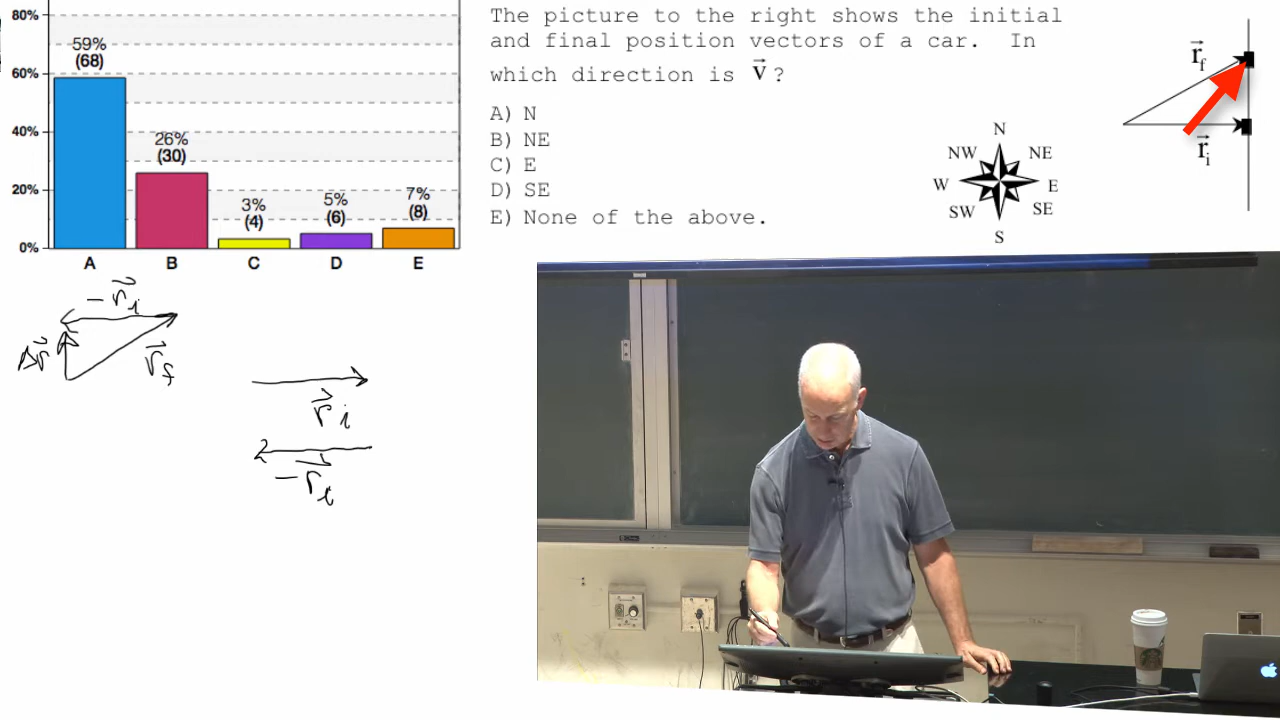 80%
60%
40%
20%
0%
59%
(68)
26%
(30)
3%
(4)
5%
(6)
7%
(8)
A B C D E
The picture to the right shows the initial
and final position vectors of a car. In
which direction is v⃗ ?
A) N
B) NE
C) E
D) SE
E) None of the above.
N
NW NE
W E
SW SE
S
r⃗f
r⃗i
-r⃗i
Δr⃗
r⃗f
r⃗i
-r⃗i